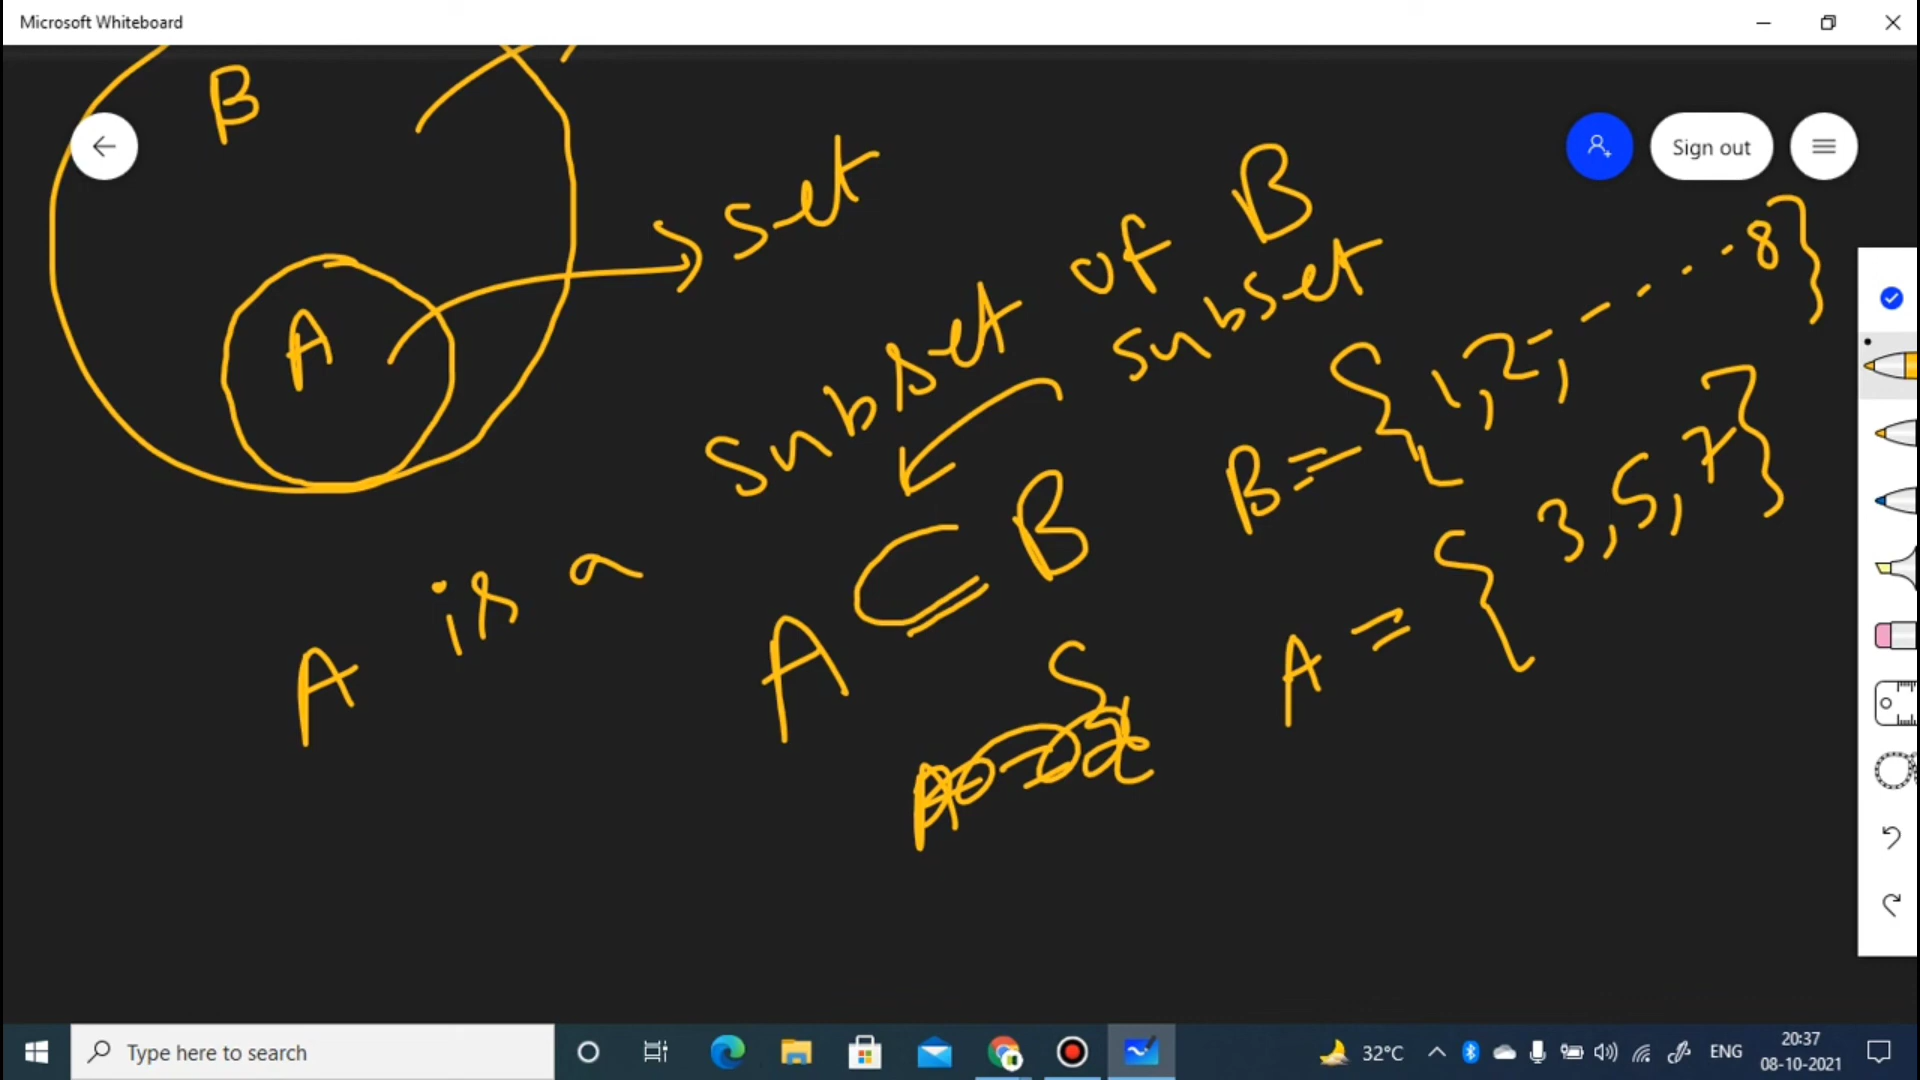 Microsoft Whiteboard
B
set
Sign out
A
A is a subset of B
subset
A ⊆ B
B = {1, 2, - - - . . . . 8}
A = {3, 5, 7}
Type here to search
32°C
ENG
20:37
08-10-2021